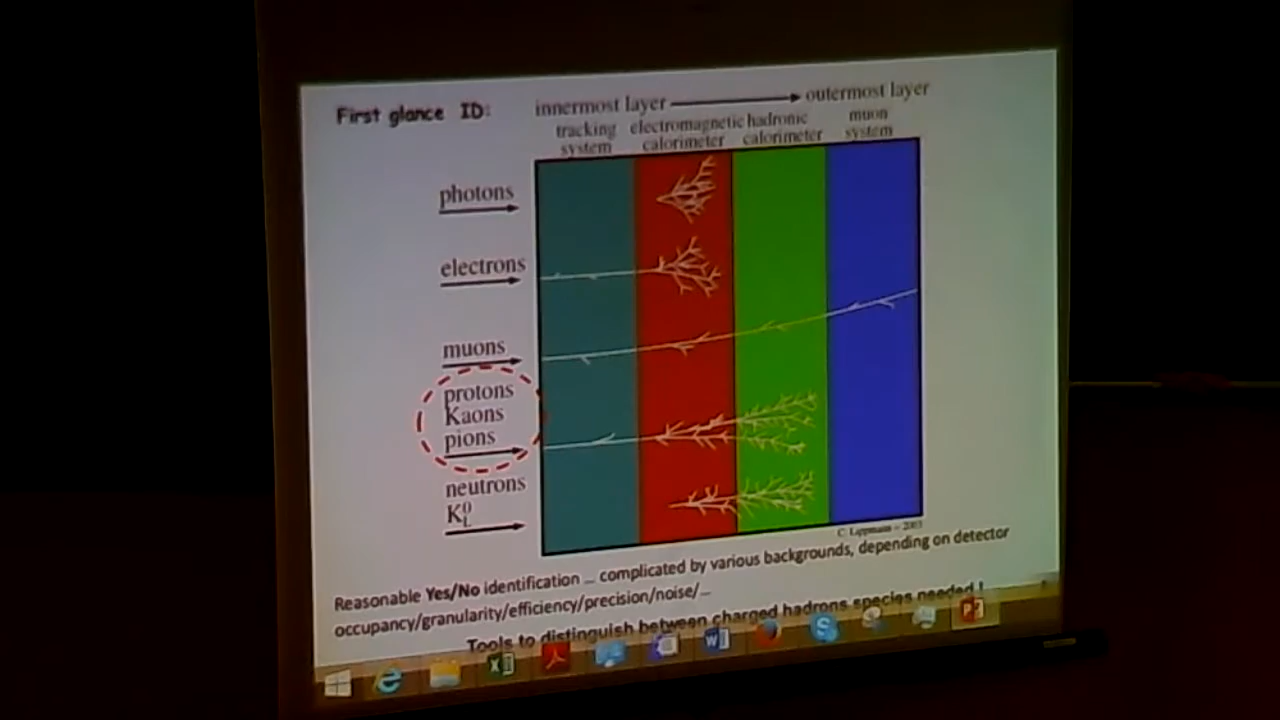 First glance ID:
innermost layer
outermost layer
tracking system
electromagnetic calorimeter
hadronic calorimeter
muon system
photons
electrons
muons
protons
Kaons
pions
neutrons
K⁰L
© Lippmann - 2003
Reasonable Yes/No identification … complicated by various backgrounds, depending on detector
occupancy/granularity/efficiency/precision/noise/…
Tools to distinguish between charged hadrons species needed !